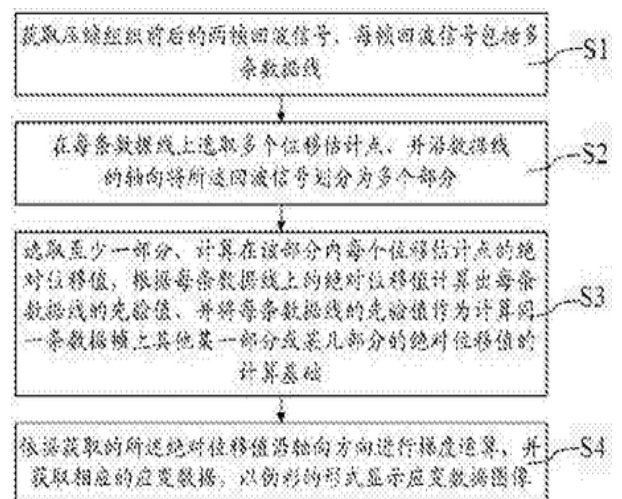 获取压缩组织前后的两帧回波信号、每帧回波信号包括多
条数据线
S1
在每条数据线上选取多个位移估计点、并沿数据线
的轴向将所述回波信号划分为多个部分
S2
选取至少一部分、计算在该部分内每个位移估计点的绝
对位移值，根据每条数据线上的绝对位移值计算出每条
数据线的先验值、并将每条数据线的先验值作为计算同
一条数据帧上其他某一部分或某几部分的绝对位移值的
计算基础
S3
依据获取的所述绝对位移值沿轴向方向进行梯度运算、并
获取相应的应变数据，以伪彩的形式显示应变数据图像
S4